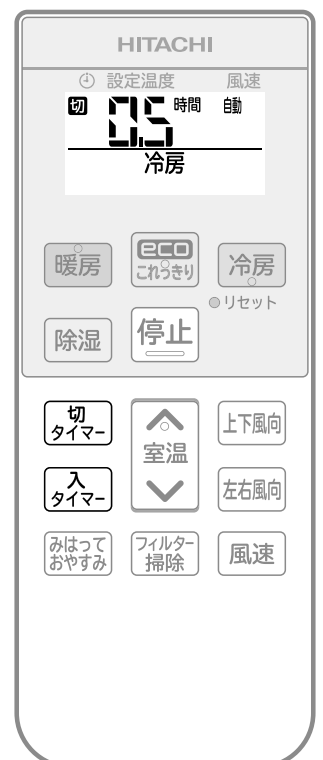 HITACHI
設定温度 風速
切 0.5 時間 自動
冷房
暖房 eco これっきり 冷房
リセット
除湿 停止
切タイマー 室温 上下風向
入タイマー 左右風向
みはっておやすみ フィルター掃除 風速